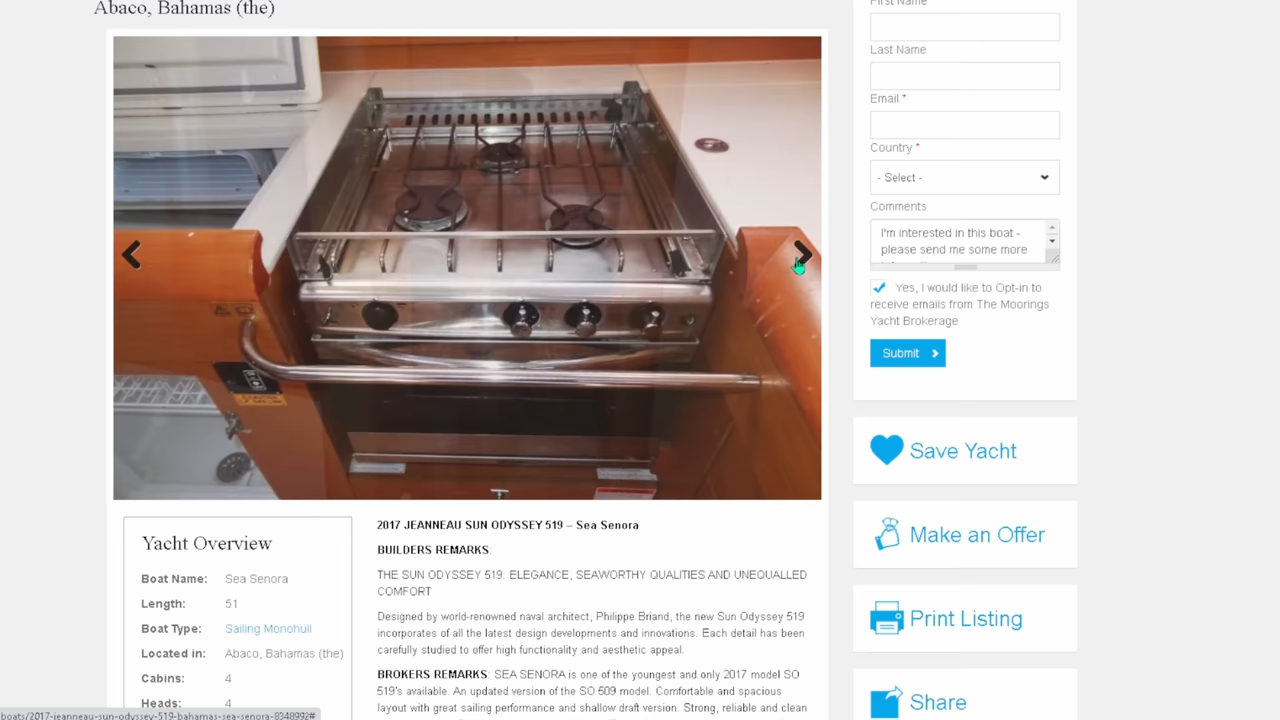 Abaco, Bahamas (the)
First Name
Last Name
Email *
Country *
- Select -
Comments
I'm interested in this boat -
please send me some more
Yes, I would like to Opt-in to
receive emails from The Moorings
Yacht Brokerage
Submit
Save Yacht
Make an Offer
Print Listing
Share
Yacht Overview
Boat Name: Sea Senora
Length: 51
Boat Type: Sailing Monohull
Located in: Abaco, Bahamas (the)
Cabins: 4
Heads: 4
2017 JEANNEAU SUN ODYSSEY 519 – Sea Senora
BUILDERS REMARKS:
THE SUN ODYSSEY 519: ELEGANCE, SEAWORTHY QUALITIES AND UNEQUALLED
COMFORT
Designed by world-renowned naval architect, Philippe Briand, the new Sun Odyssey 519
incorporates of all the latest design developments and innovations. Each detail has been
carefully studied to offer high functionality and aesthetic appeal.
BROKERS REMARKS: SEA SENORA is one of the youngest and only 2017 model SO
519's available. An updated version of the SO 509 model. Comfortable and spacious
layout with great sailing performance and shallow draft version. Strong, reliable and clean
boats/2017-jeanneau-sun-odyssey-519-bahamas-sea-senora-8348992#